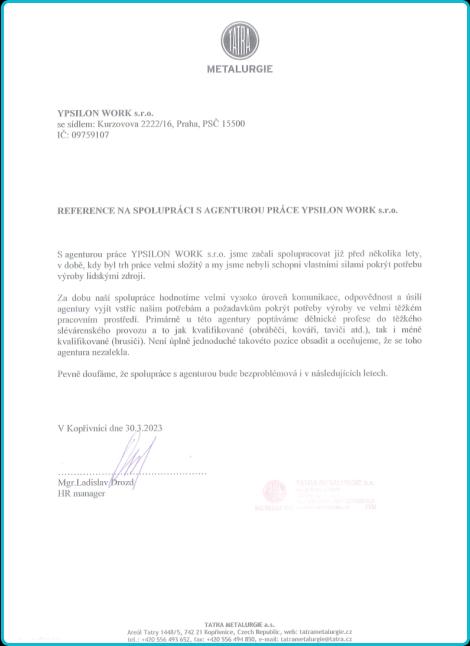 TATRA
METALURGIE
YPSILON WORK s.r.o.
se sídlem: Kurzovova 2222/16, Praha, PSČ 15500
IČ: 09759107
REFERENCE NA SPOLUPRÁCI S AGENTUROU PRÁCE YPSILON WORK s.r.o.
S agenturou práce YPSILON WORK s.r.o. jsme začali spolupracovat již před několika lety,
v době, kdy byl trh práce velmi složitý a my jsme nebyli schopni vlastními silami pokrýt potřebu
výroby lidskými zdroji.
Za dobu naší spolupráce hodnotíme velmi vysoko úroveň komunikace, odpovědnost a úsilí
agentury vyjít vstříc našim potřebám a požadavkům pokrýt potřeby výroby ve velmi těžkém
pracovním prostředí. Primárně u této agentury poptáváme dělnické profese do těžkého
slévárenského provozu a to jak kvalifikované (obráběči, kováři, taviči atd.), tak i méně
kvalifikované (brusiči). Není úplně jednoduché takovéto pozice obsadit a oceňujeme, že se toho
agentura nezalekla.
Pevně doufáme, že spolupráce s agenturou bude bezproblémová i v následujících letech.
V Kopřivnici dne 30.3.2023
Mgr.Ladislav Drozd
HR manager
TATRA METALURGIE a.s.
TATRA METALURGIE a.s.
Areál Tatry 1448/5, 742 21 Kopřivnice, Czech Republic, web: tatrametalurgie.cz
tel.: +420 556 493 652, fax: +420 556 494 850, e-mail: tatrametalurgie@tatra.cz